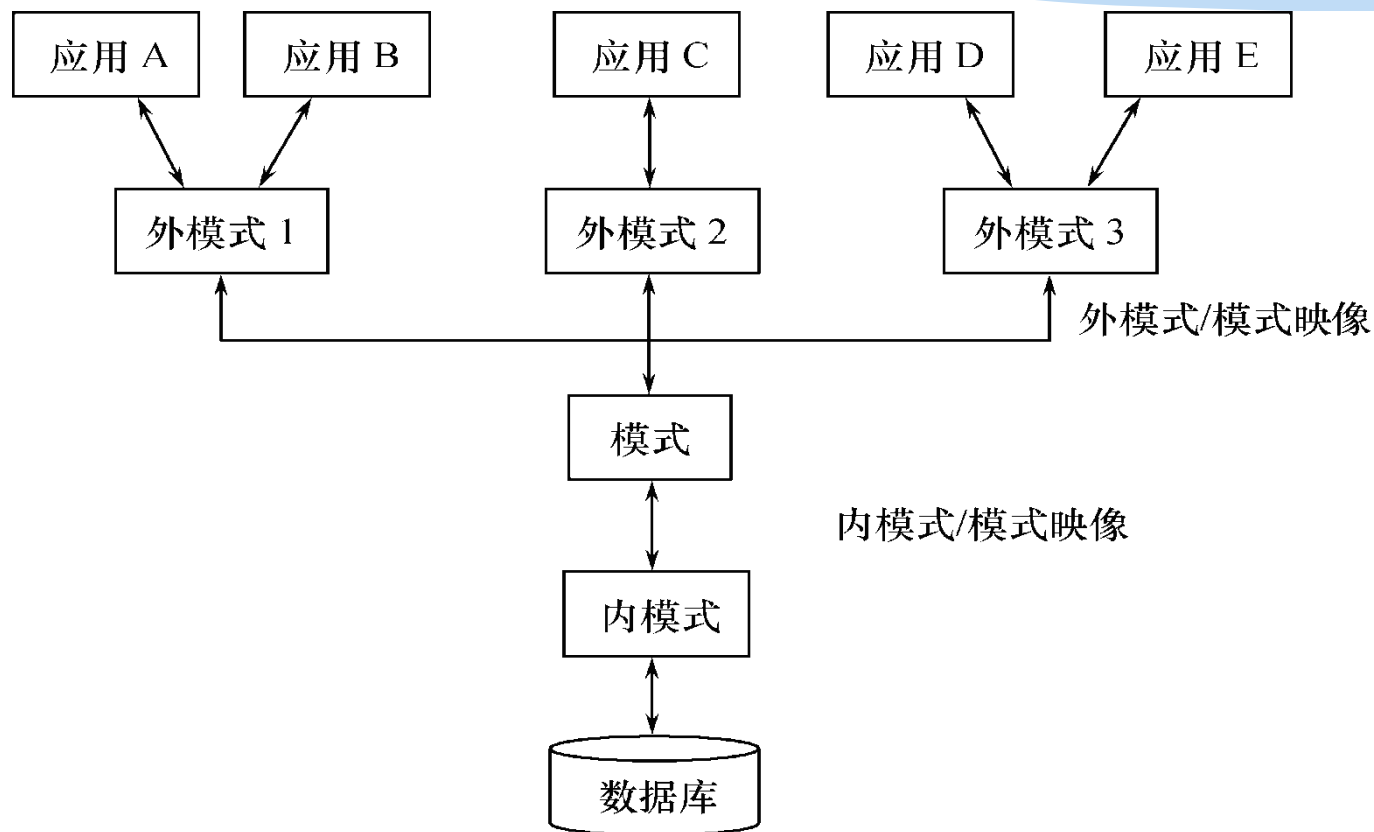 应用 A
应用 B
应用 C
应用 D
应用 E
外模式 1
外模式 2
外模式 3
外模式/模式映像
模式
内模式/模式映像
内模式
数据库